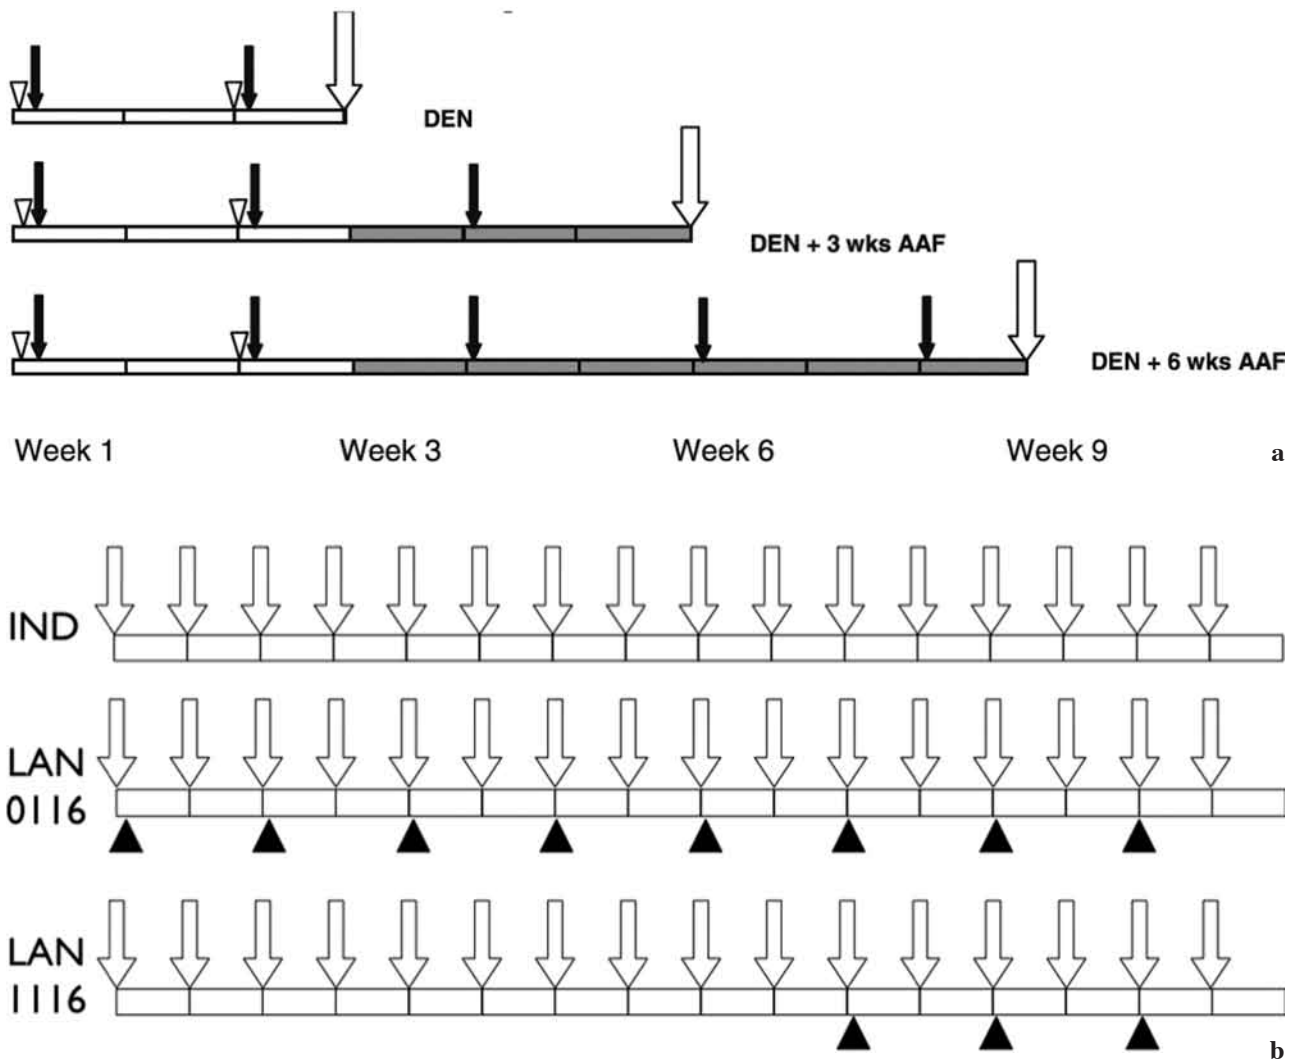 DEN
DEN + 3 wks AAF
DEN + 6 wks AAF
Week 1 Week 3 Week 6 Week 9 a
IND
LAN
0116
LAN
1116
b